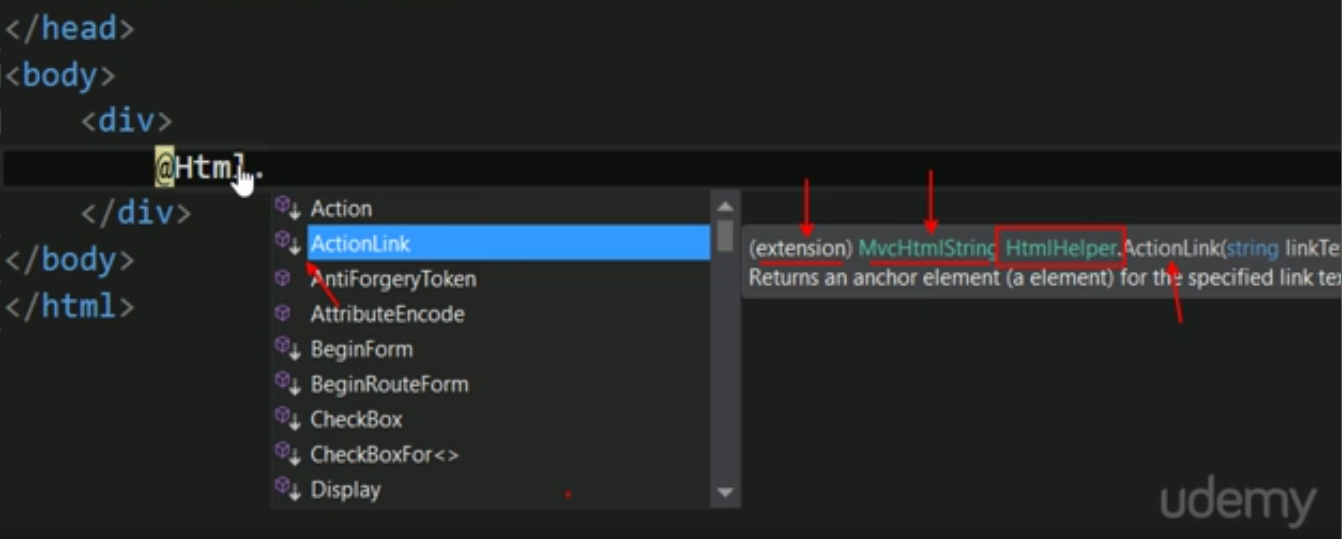 </head>
<body>
<div>
@Html.
</div>
</body>
</html>
Action
ActionLink
AntiForgeryToken
AttributeEncode
BeginForm
BeginRouteForm
CheckBox
CheckBoxFor<>
Display
(extension) MvcHtmlString HtmlHelper.ActionLink(string linkTe
Returns an anchor element (a element) for the specified link tex
udemy